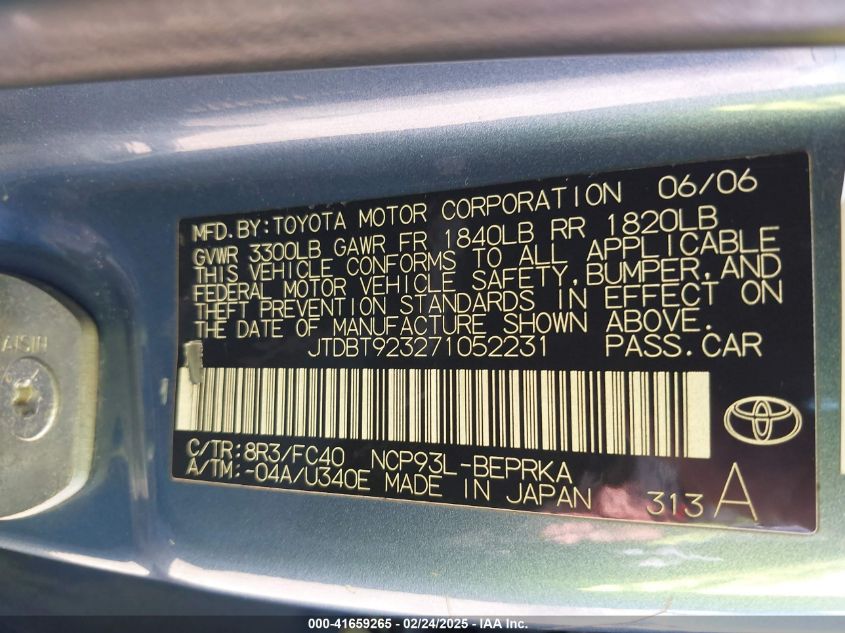 MFD.BY:TOYOTA MOTOR CORPORATION 06/06
GVWR 3300LB GAWR FR 1840LB RR 1820LB
THIS VEHICLE CONFORMS TO ALL APPLICABLE
FEDERAL MOTOR VEHICLE SAFETY,BUMPER,AND
THEFT PREVENTION STANDARDS IN EFFECT ON
THE DATE OF MANUFACTURE SHOWN ABOVE.
JTDBT923271052231 PASS.CAR
AISIN
C/TR:8R3/FC40 NCP93L-BEPRKA
A/TM:-04A/U340E MADE IN JAPAN 313 A
000-41659265 - 02/24/2025 - IAA Inc.